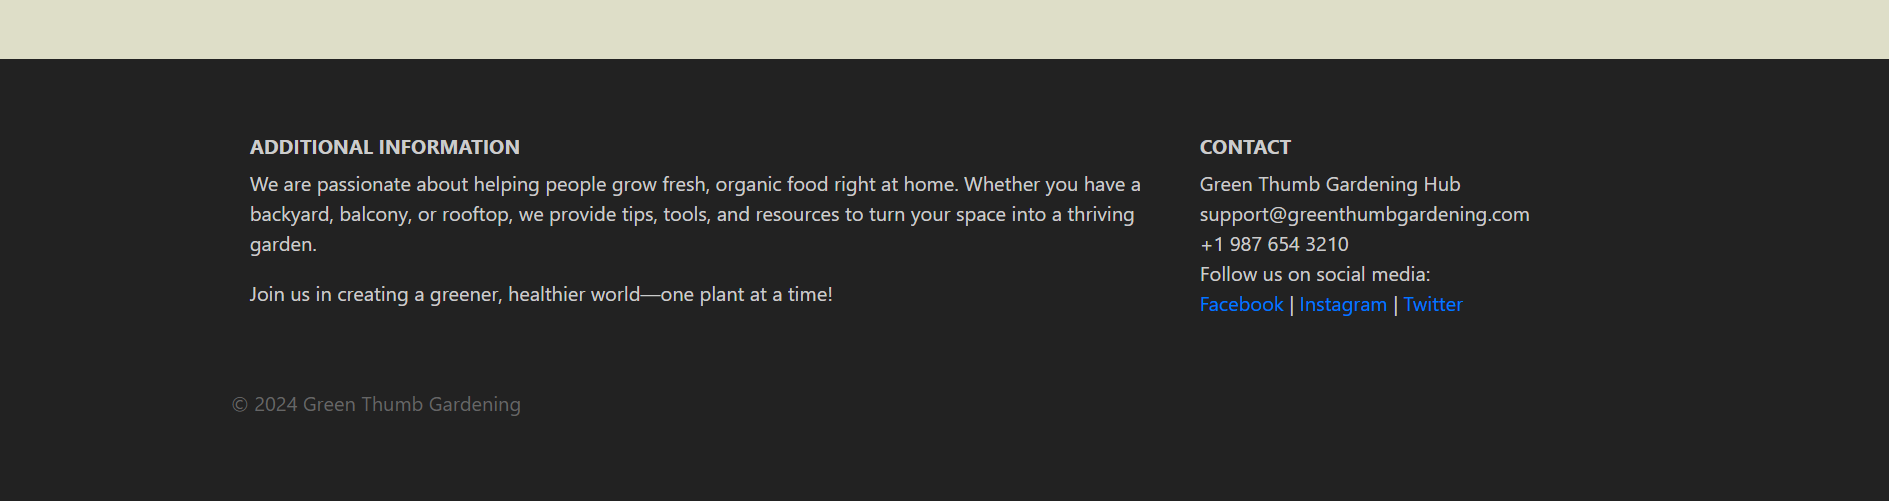 ADDITIONAL INFORMATION
We are passionate about helping people grow fresh, organic food right at home. Whether you have a
backyard, balcony, or rooftop, we provide tips, tools, and resources to turn your space into a thriving
garden.
Join us in creating a greener, healthier world—one plant at a time!
CONTACT
Green Thumb Gardening Hub
support@greenthumbgardening.com
+1 987 654 3210
Follow us on social media:
Facebook | Instagram | Twitter
© 2024 Green Thumb Gardening